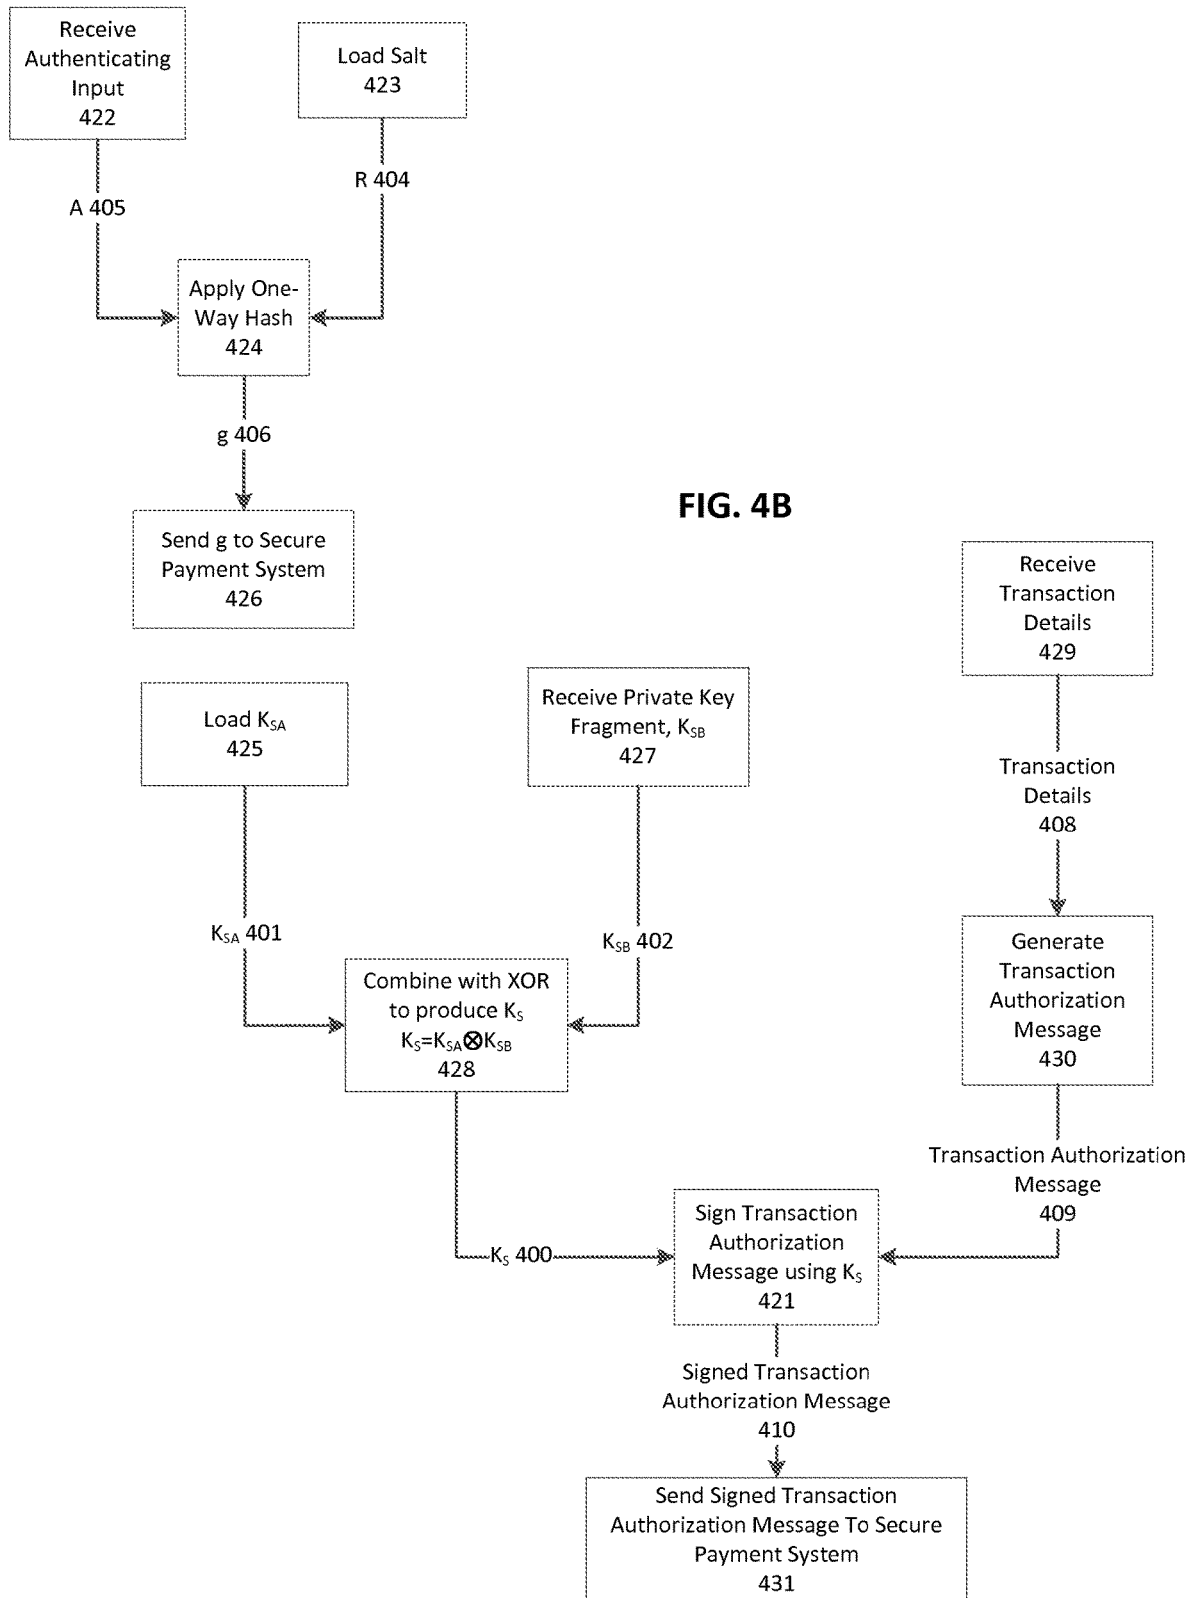 Receive
Authenticating
Input
422
Load Salt
423
A 405
R 404
Apply One-
Way Hash
424
g 406
Send g to Secure
Payment System
426
FIG. 4B
Receive
Transaction
Details
429
Load KSA
425
Receive Private Key
Fragment, KSB
427
Transaction
Details
408
KSA 401
KSB 402
Combine with XOR
to produce KS
KS=KSA⊗KSB
428
Generate
Transaction
Authorization
Message
430
Transaction Authorization
Message
409
KS 400
Sign Transaction
Authorization
Message using KS
421
Signed Transaction
Authorization Message
410
Send Signed Transaction
Authorization Message To Secure
Payment System
431